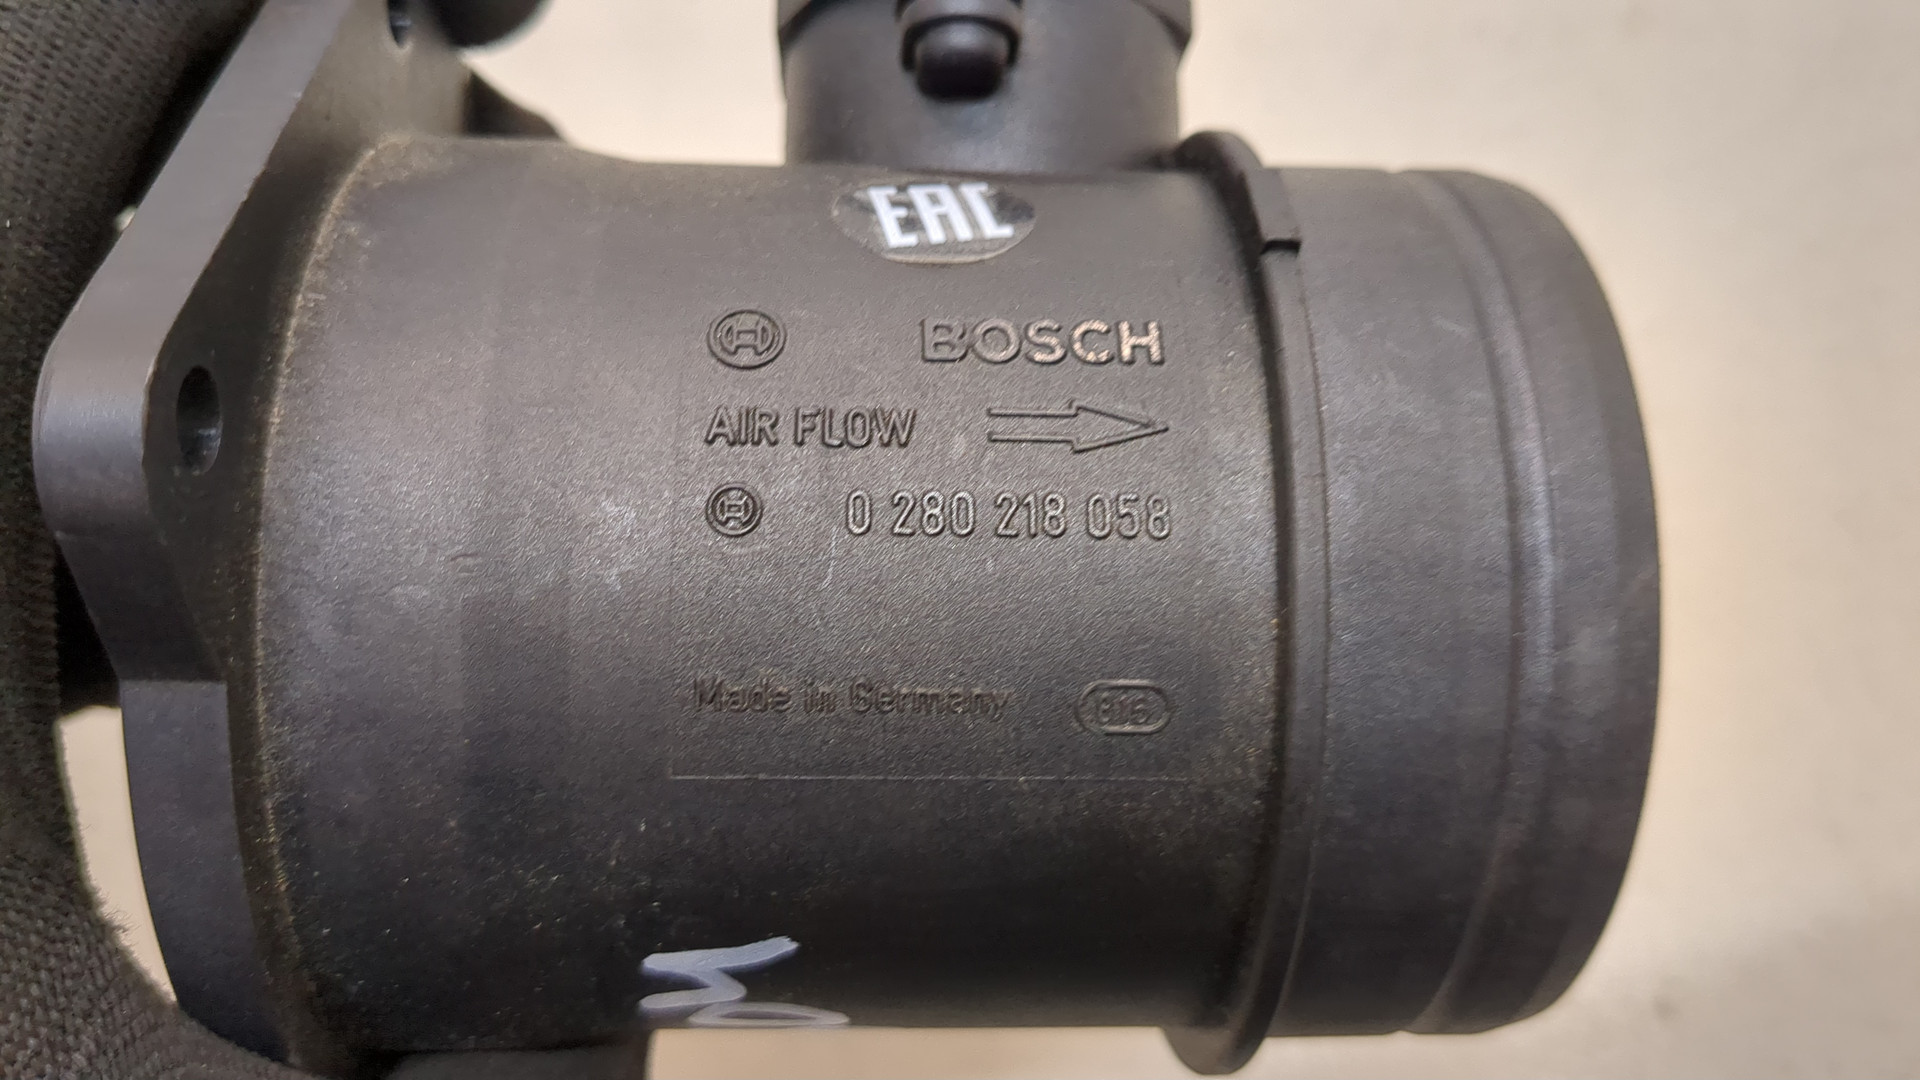 EAC
BOSCH
AIR FLOW
0 280 218 058
Made in Germany